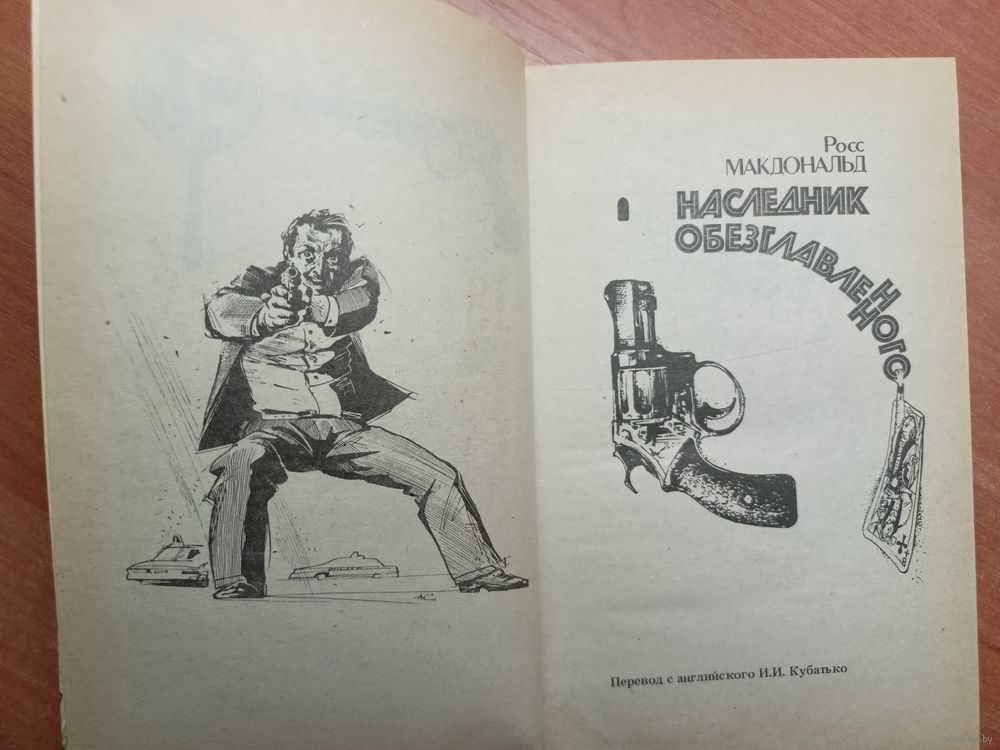 Росс
МАКДОНАЛЬД
НАСЛЕДНИК
ОБЕЗГЛАВЛЕННОГО
Перевод с английского И.И. Кубатько